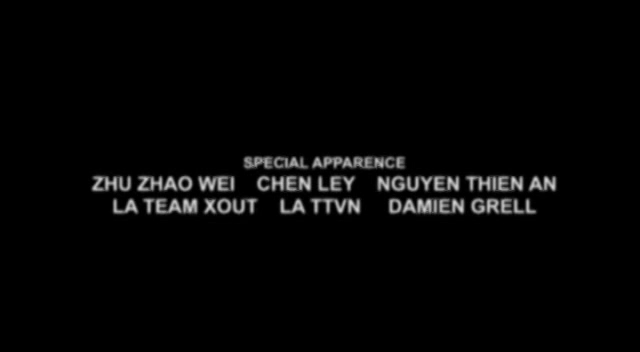 SPECIAL APPARENCE
ZHU ZHAO WEI CHEN LEY NGUYEN THIEN AN
LA TEAM XOUT LA TTVN DAMIEN GRELL